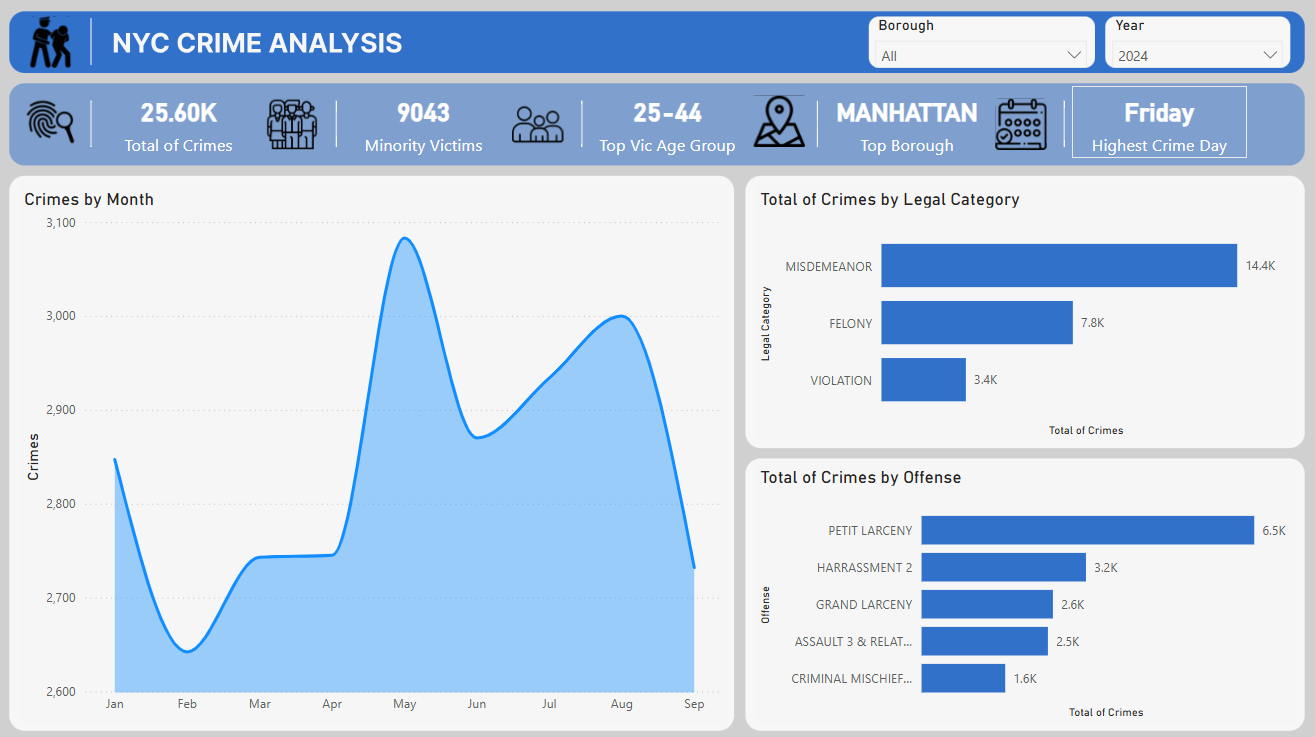 NYC CRIME ANALYSIS
Borough
All
Year
2024
25.60K
Total of Crimes
9043
Minority Victims
25-44
Top Vic Age Group
MANHATTAN
Top Borough
Friday
Highest Crime Day
Crimes by Month
3,100
3,000
2,900
2,800
2,700
2,600
Crimes
Jan Feb Mar Apr May Jun Jul Aug Sep
Total of Crimes by Legal Category
Legal Category
MISDEMEANOR 14.4K
FELONY 7.8K
VIOLATION 3.4K
Total of Crimes
Total of Crimes by Offense
Offense
PETIT LARCENY 6.5K
HARRASSMENT 2 3.2K
GRAND LARCENY 2.6K
ASSAULT 3 & RELAT... 2.5K
CRIMINAL MISCHIEF... 1.6K
Total of Crimes